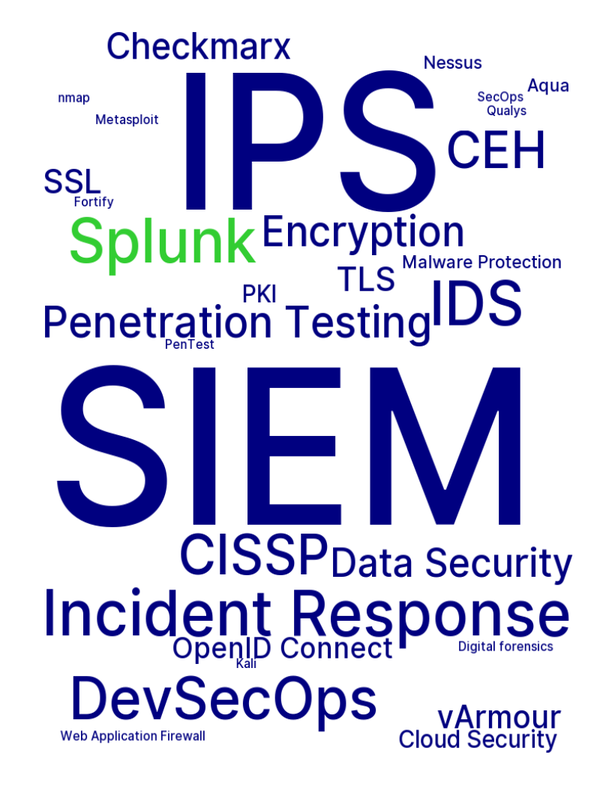 Checkmarx
Nessus
Aqua
nmap
SecOps
IPS
Qualys
Metasploit
CEH
SSL
Fortify
Splunk
Encryption
Malware Protection
TLS
PKI
IDS
Penetration Testing
PenTest
SIEM
CISSP
Data Security
Incident Response
OpenID Connect
Digital forensics
Kali
DevSecOps
vArmour
Web Application Firewall
Cloud Security